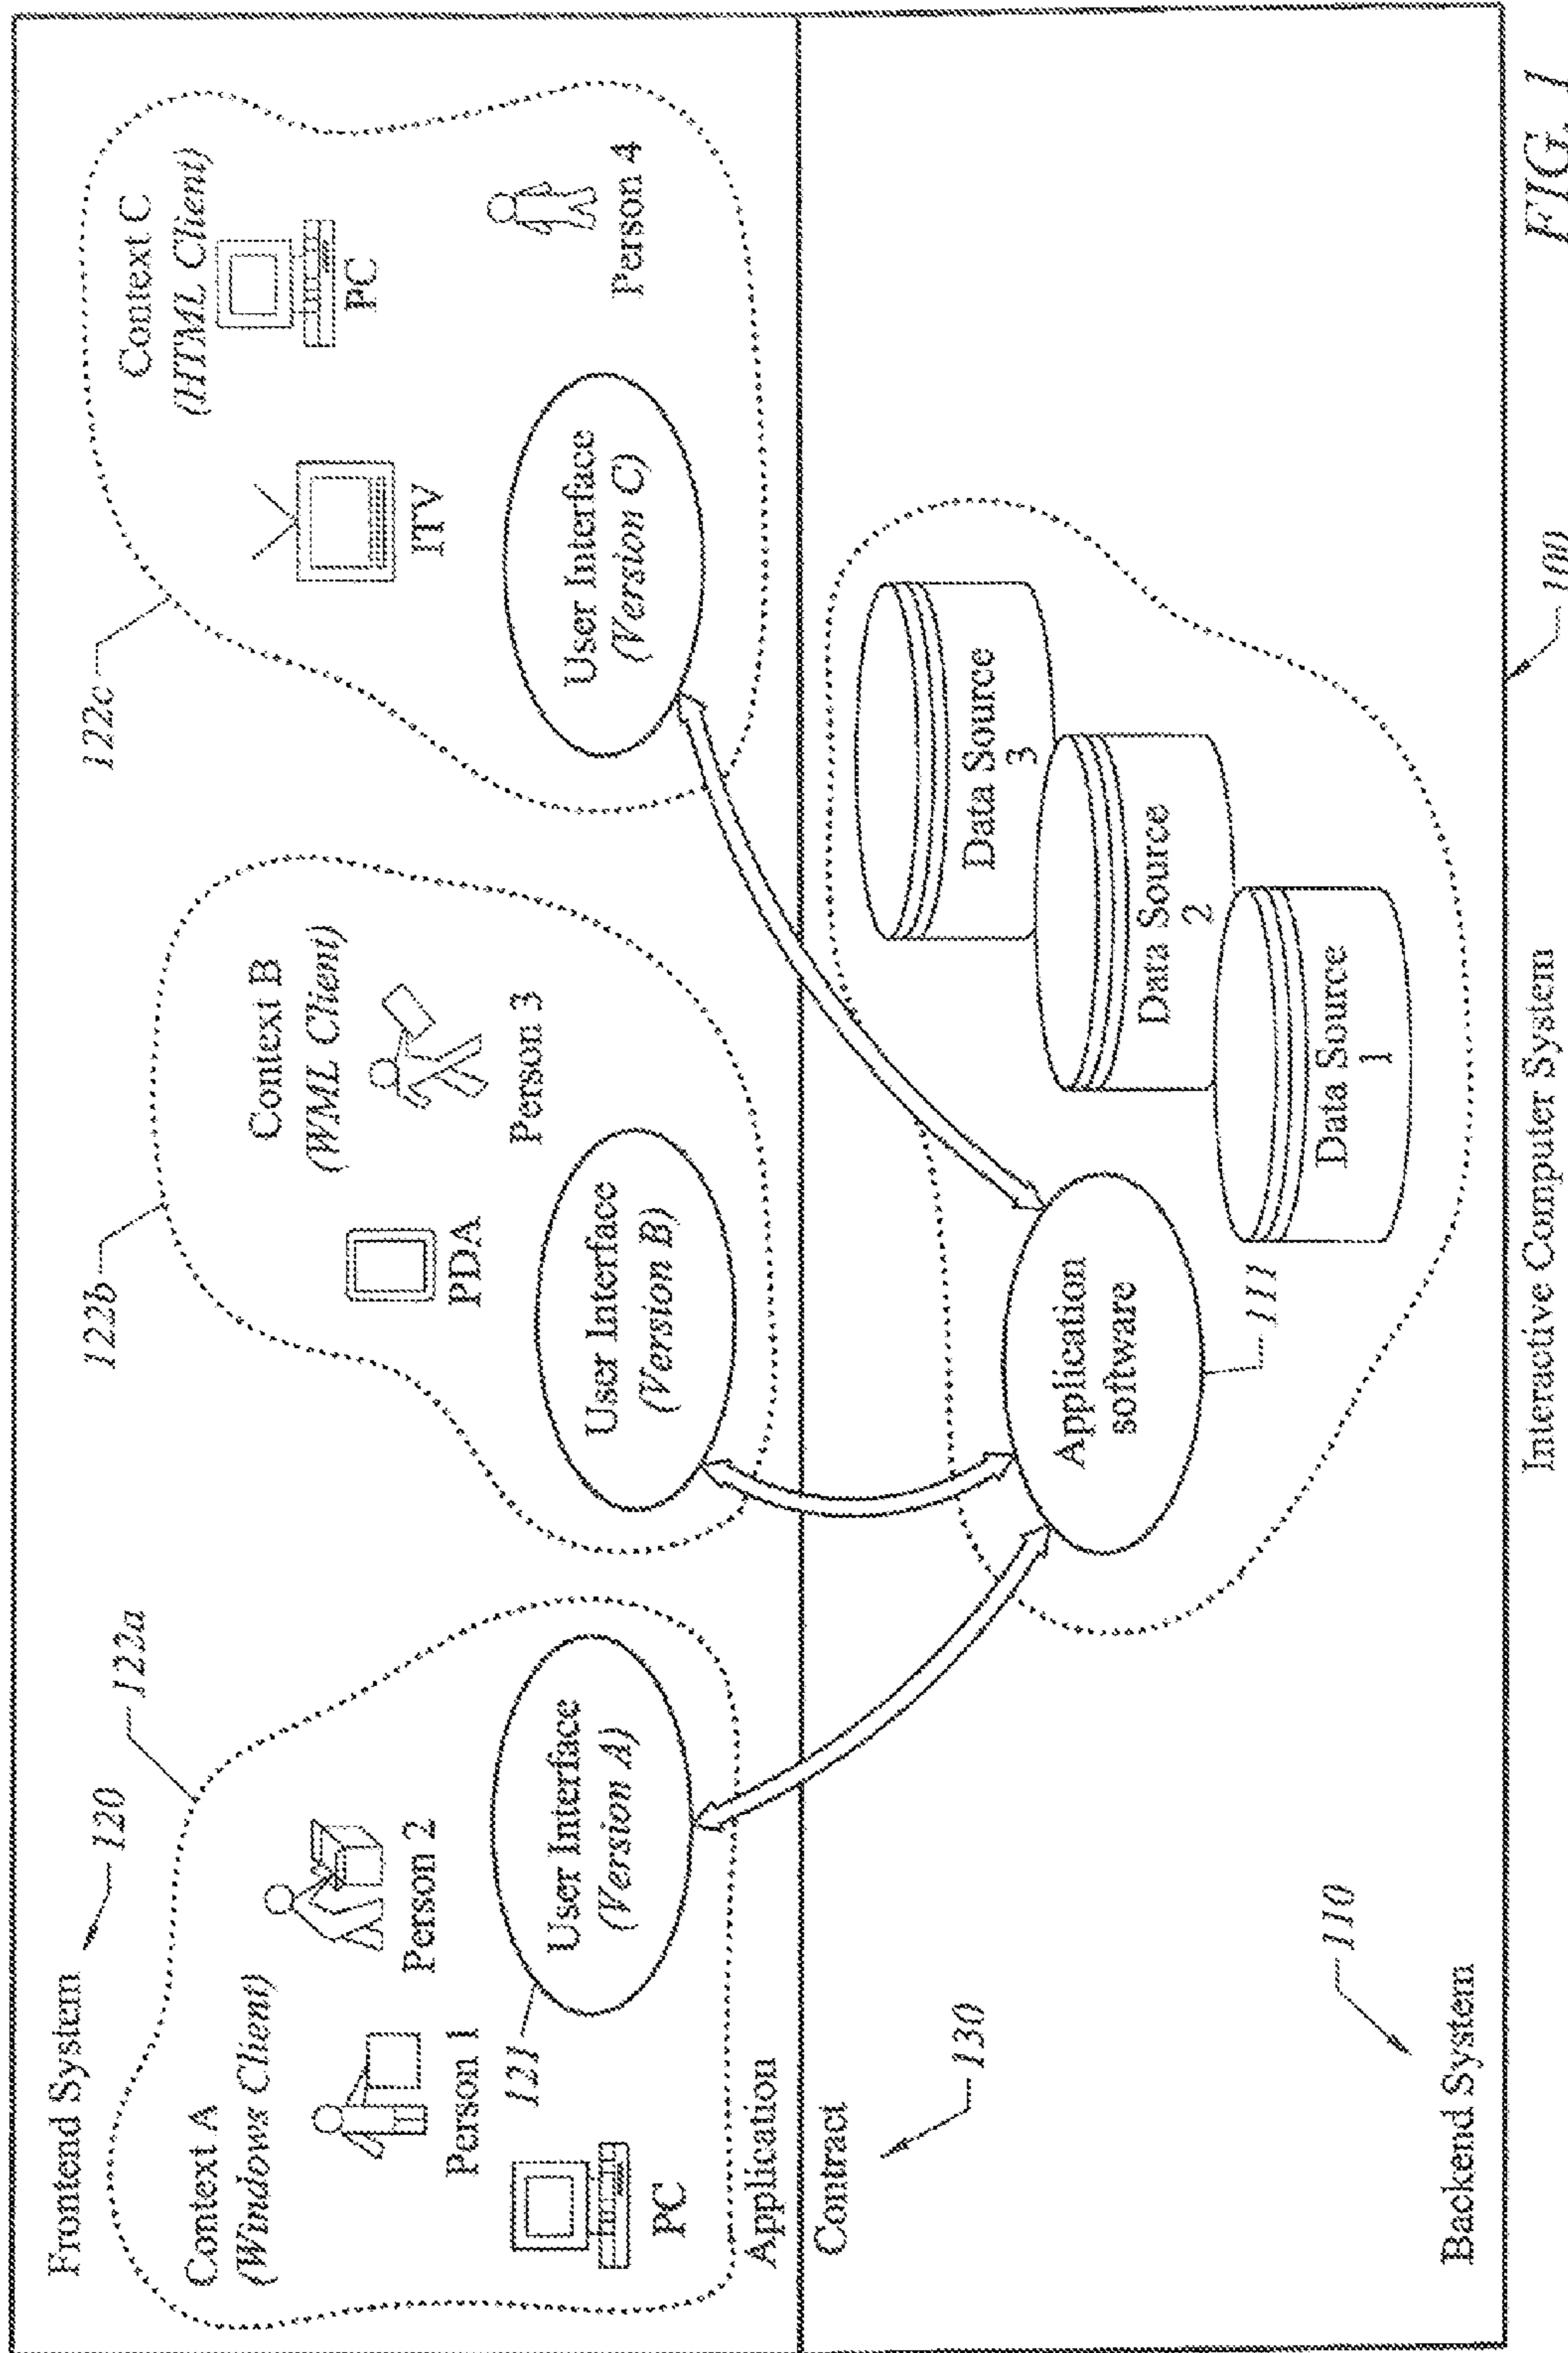 Frontend System
120
122a
122b
122c
Context A
(Windows Client)
Person 1
Person 2
PC
121
User Interface
(Version A)
Context B
(WML Client)
PDA
Person 3
User Interface
(Version B)
Context C
(HTML Client)
ITV
PC
Person 4
User Interface
(Version C)
Application
Contract
130
Application
software
111
Data Source
1
Data Source
2
Data Source
3
110
Backend System
Interactive Computer System
100
FIG. 1